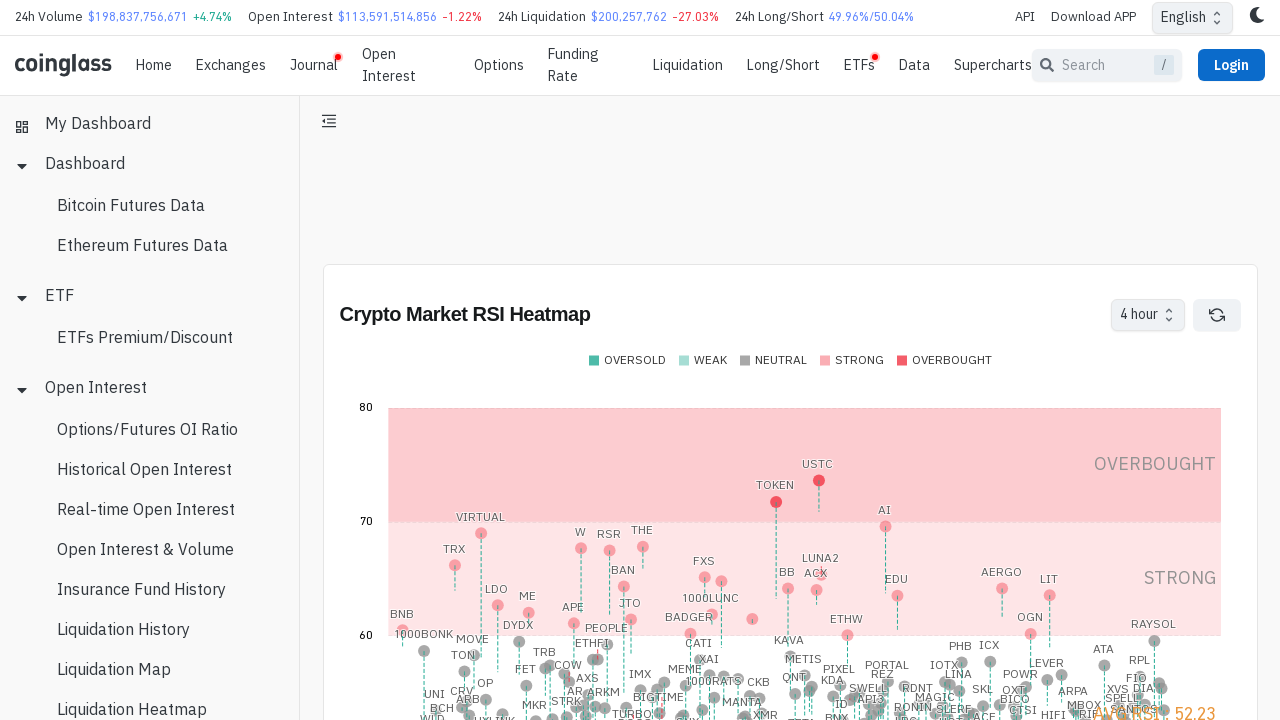 24h Volume $198,837,756,671 +4.74% Open Interest $113,591,514,856 -1.22% 24h Liquidation $200,257,762 -27.03% 24h Long/Short 49.96%/50.04% API Download APP English
coinglass Home Exchanges Journal Open Interest Options Funding Rate Liquidation Long/Short ETFs Data Supercharts Search / Login
My Dashboard
Dashboard
Bitcoin Futures Data
Ethereum Futures Data
ETF
ETFs Premium/Discount
Open Interest
Options/Futures OI Ratio
Historical Open Interest
Real-time Open Interest
Open Interest & Volume
Insurance Fund History
Liquidation History
Liquidation Map
Liquidation Heatmap
Crypto Market RSI Heatmap
4 hour
OVERSOLD WEAK NEUTRAL STRONG OVERBOUGHT
80
USTC
OVERBOUGHT
TOKEN
AI
VIRTUAL
70
W RSR THE
TRX
FXS LUNA2
BAN BB ACX AERGO
STRONG
EDU LIT
LDO ME JTO 1000LUNC
APE
BNB BADGER ETHW OGN
DYDX PEOPLE RAYSOL
60
1000BONK MOVE ETHFI CATI KAVA PHB ICX
TON TRB XAI METIS ATA
FET COW MEME PIXEL PORTAL IOTX LEVER RPL
AXS IMX 1000RATS CKB QNT KDA REZ LINA POWR FIO
UNI CRV OP ARKM BIGTIME SWELL RDNT SKL OXT ARPA XVS DIA
ARB MKR STRK MANTA API3 MAGIC BICO MBOX SPELL
BCH TURBO XMR ID RONIN SLERF CTSI HIFI SANTOS
ACE
52.23